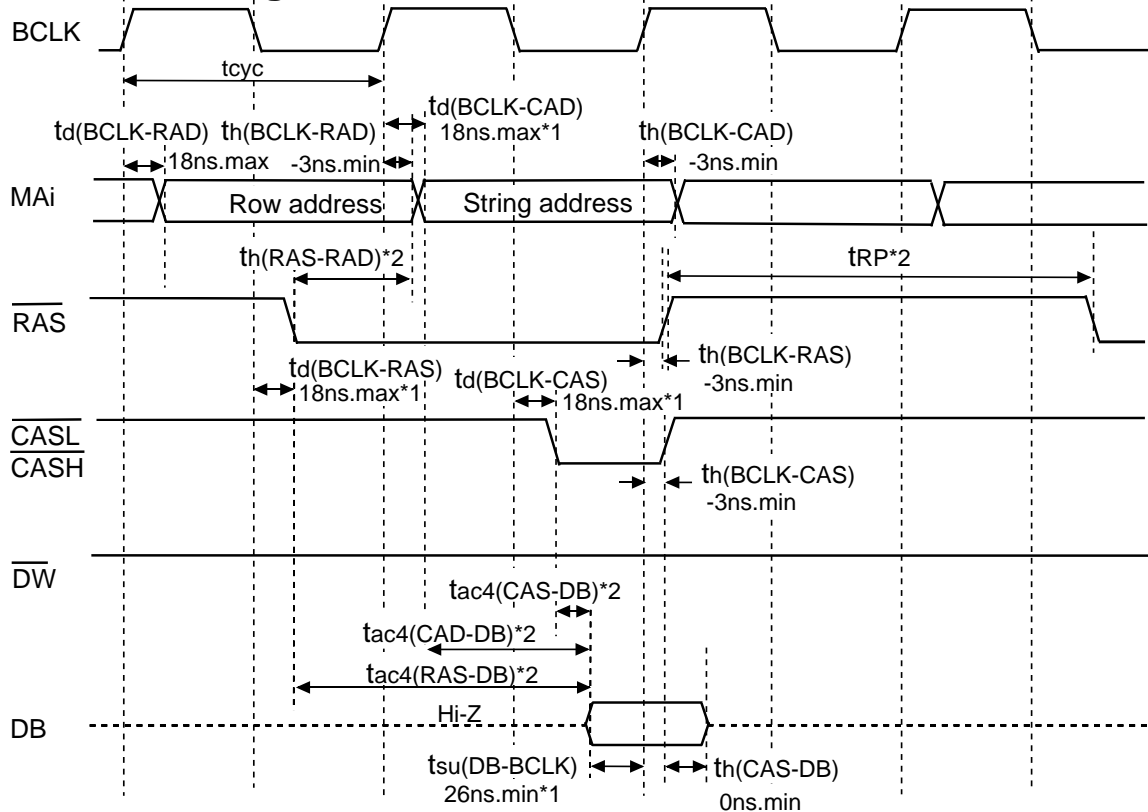 BCLK
tcyc
td(BCLK-RAD)
18ns.max
th(BCLK-RAD)
-3ns.min
td(BCLK-CAD)
18ns.max*1
th(BCLK-CAD)
-3ns.min
MAi
Row address
String address
th(RAS-RAD)*2
tRP*2
RAS
td(BCLK-RAS)
18ns.max*1
td(BCLK-CAS)
18ns.max*1
th(BCLK-RAS)
-3ns.min
CASL
CASH
th(BCLK-CAS)
-3ns.min
DW
tac4(CAS-DB)*2
tac4(CAD-DB)*2
tac4(RAS-DB)*2
Hi-Z
DB
tsu(DB-BCLK)
26ns.min*1
th(CAS-DB)
0ns.min